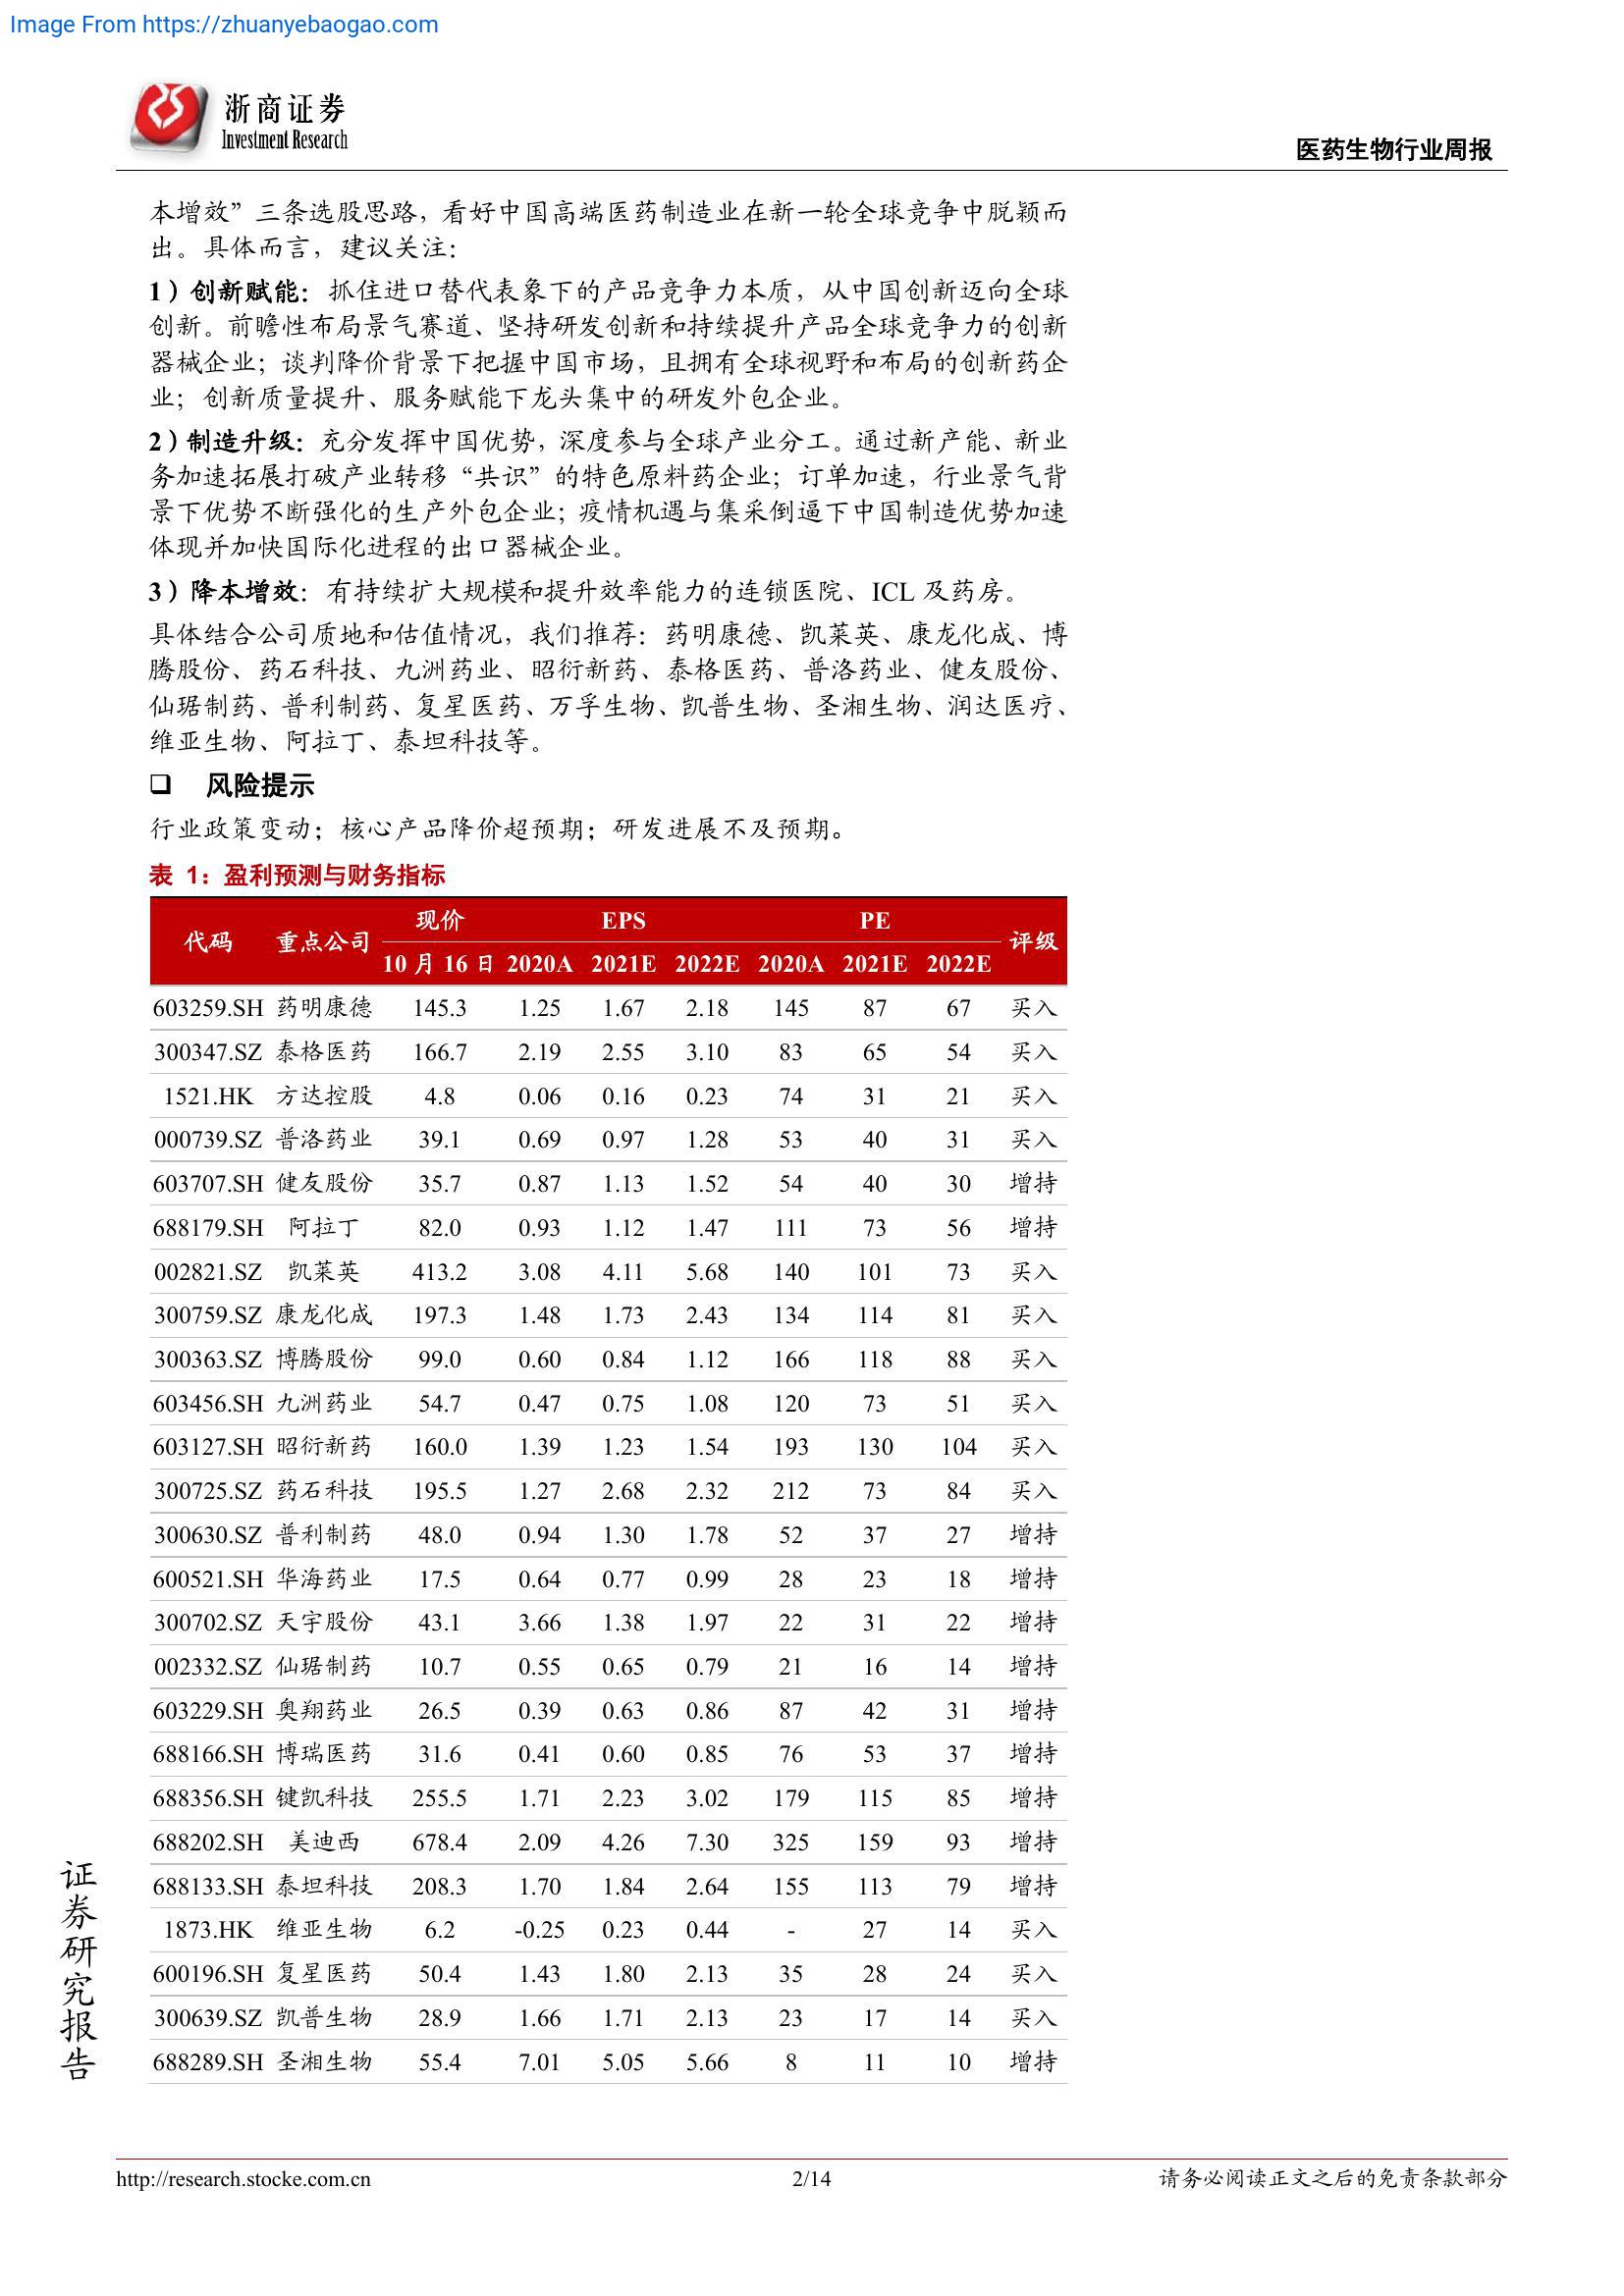 Image From https://zhuanyebaogao.com
浙商证券
Investment Research
医药生物行业周报
本增效”三条选股思路，看好中国高端医药制造业在新一轮全球竞争中脱颖而
出。具体而言，建议关注：
1）创新赋能：抓住进口替代表象下的产品竞争力本质，从中国创新迈向全球
创新。前瞻性布局景气赛道、坚持研发创新和持续提升产品全球竞争力的创新
器械企业；谈判降价背景下把握中国市场，且拥有全球视野和布局的创新药企
业；创新质量提升、服务赋能下龙头集中的研发外包企业。
2）制造升级：充分发挥中国优势，深度参与全球产业分工。通过新产能、新业
务加速拓展打破产业转移“共识”的特色原料药企业；订单加速，行业景气背
景下优势不断强化的生产外包企业；疫情机遇与集采倒逼下中国制造优势加速
体现并加快国际化进程的出口器械企业。
3）降本增效：有持续扩大规模和提升效率能力的连锁医院、ICL 及药房。
具体结合公司质地和估值情况，我们推荐：药明康德、凯莱英、康龙化成、博
腾股份、药石科技、九洲药业、昭衍新药、泰格医药、普洛药业、健友股份、
仙琚制药、普利制药、复星医药、万孚生物、凯普生物、圣湘生物、润达医疗、
维亚生物、阿拉丁、泰坦科技等。
❑ 风险提示
行业政策变动；核心产品降价超预期；研发进展不及预期。
表 1：盈利预测与财务指标
代码 重点公司 现价 EPS PE 评级
10 月 16 日 2020A 2021E 2022E 2020A 2021E 2022E
603259.SH 药明康德 145.3 1.25 1.67 2.18 145 87 67 买入
300347.SZ 泰格医药 166.7 2.19 2.55 3.10 83 65 54 买入
1521.HK 方达控股 4.8 0.06 0.16 0.23 74 31 21 买入
000739.SZ 普洛药业 39.1 0.69 0.97 1.28 53 40 31 买入
603707.SH 健友股份 35.7 0.87 1.13 1.52 54 40 30 增持
688179.SH 阿拉丁 82.0 0.93 1.12 1.47 111 73 56 增持
002821.SZ 凯莱英 413.2 3.08 4.11 5.68 140 101 73 买入
300759.SZ 康龙化成 197.3 1.48 1.73 2.43 134 114 81 买入
300363.SZ 博腾股份 99.0 0.60 0.84 1.12 166 118 88 买入
603456.SH 九洲药业 54.7 0.47 0.75 1.08 120 73 51 买入
603127.SH 昭衍新药 160.0 1.39 1.23 1.54 193 130 104 买入
300725.SZ 药石科技 195.5 1.27 2.68 2.32 212 73 84 买入
300630.SZ 普利制药 48.0 0.94 1.30 1.78 52 37 27 增持
600521.SH 华海药业 17.5 0.64 0.77 0.99 28 23 18 增持
300702.SZ 天宇股份 43.1 3.66 1.38 1.97 22 31 22 增持
002332.SZ 仙琚制药 10.7 0.55 0.65 0.79 21 16 14 增持
603229.SH 奥翔药业 26.5 0.39 0.63 0.86 87 42 31 增持
688166.SH 博瑞医药 31.6 0.41 0.60 0.85 76 53 37 增持
688356.SH 键凯科技 255.5 1.71 2.23 3.02 179 115 85 增持
688202.SH 美迪西 678.4 2.09 4.26 7.30 325 159 93 增持
688133.SH 泰坦科技 208.3 1.70 1.84 2.64 155 113 79 增持
1873.HK 维亚生物 6.2 -0.25 0.23 0.44 - 27 14 买入
600196.SH 复星医药 50.4 1.43 1.80 2.13 35 28 24 买入
300639.SZ 凯普生物 28.9 1.66 1.71 2.13 23 17 14 买入
688289.SH 圣湘生物 55.4 7.01 5.05 5.66 8 11 10 增持
证券研究报告
http://research.stocke.com.cn 2/14 请务必阅读正文之后的免责条款部分